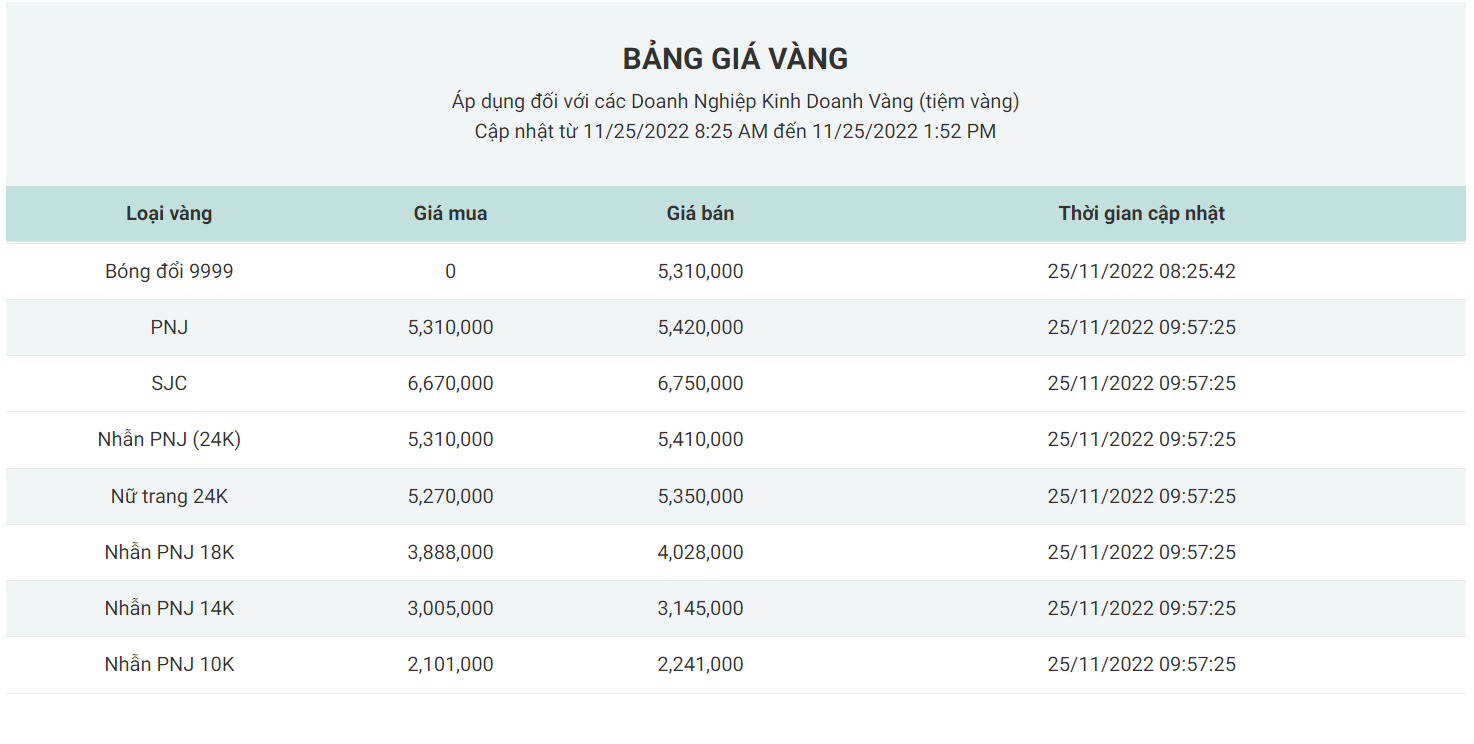 BẢNG GIÁ VÀNG
Áp dụng đối với các Doanh Nghiệp Kinh Doanh Vàng (tiệm vàng)
Cập nhật từ 11/25/2022 8:25 AM đến 11/25/2022 1:52 PM
Loại vàng Giá mua Giá bán Thời gian cập nhật
Bóng đổi 9999 0 5,310,000 25/11/2022 08:25:42
PNJ 5,310,000 5,420,000 25/11/2022 09:57:25
SJC 6,670,000 6,750,000 25/11/2022 09:57:25
Nhẫn PNJ (24K) 5,310,000 5,410,000 25/11/2022 09:57:25
Nữ trang 24K 5,270,000 5,350,000 25/11/2022 09:57:25
Nhẫn PNJ 18K 3,888,000 4,028,000 25/11/2022 09:57:25
Nhẫn PNJ 14K 3,005,000 3,145,000 25/11/2022 09:57:25
Nhẫn PNJ 10K 2,101,000 2,241,000 25/11/2022 09:57:25